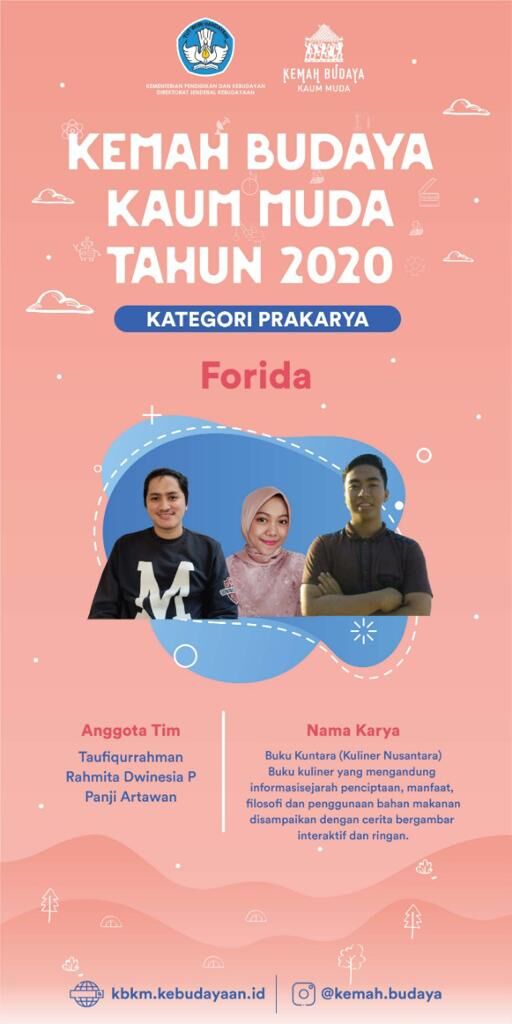 TUT WURI HANDAYANI
KEMENTERIAN PENDIDIKAN DAN KEBUDAYAAN
DIREKTORAT JENDERAL KEBUDAYAAN
KEMAH BUDAYA
KAUM MUDA
KEMAH BUDAYA
KAUM MUDA
TAHUN 2020
KATEGORI PRAKARYA
Forida
M
Anggota Tim
Taufiqurrahman
Rahmita Dwinesia P
Panji Artawan
Nama Karya
Buku Kuntara (Kuliner Nusantara)
Buku kuliner yang mengandung
informasisejarah penciptaan, manfaat,
filosofi dan penggunaan bahan makanan
disampaikan dengan cerita bergambar
interaktif dan ringan.
kbkm.kebudayaan.id
@kemah.budaya